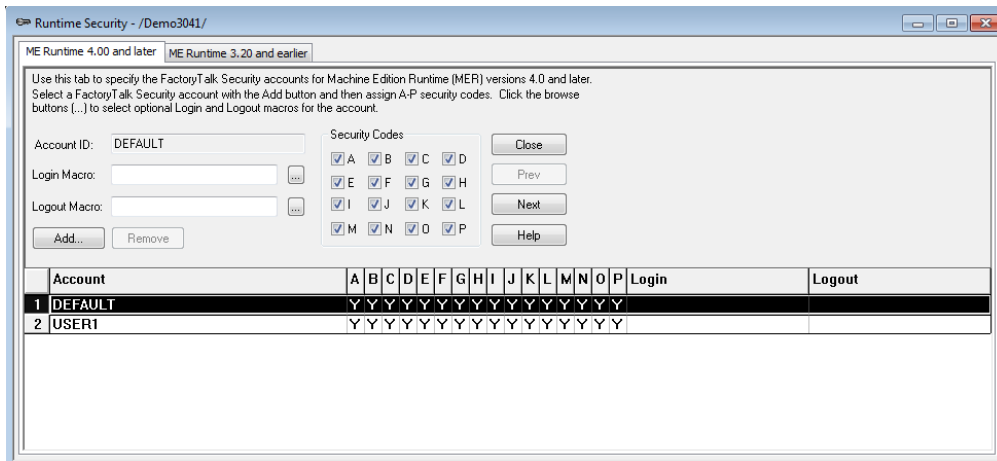 Runtime Security - /Demo3041/
ME Runtime 4.00 and later ME Runtime 3.20 and earlier
Use this tab to specify the FactoryTalk Security accounts for Machine Edition Runtime (MER) versions 4.0 and later.
Select a FactoryTalk Security account with the Add button and then assign A-P security codes. Click the browse
buttons (...) to select optional Login and Logout macros for the account.
Account ID: DEFAULT
Login Macro: ...
Logout Macro: ...
Add... Remove
Security Codes
A B C D
E F G H
I J K L
M N O P
Close
Prev
Next
Help
Account A B C D E F G H I J K L M N O P Login Logout
1 DEFAULT Y Y Y Y Y Y Y Y Y Y Y Y Y Y Y Y
2 USER1 Y Y Y Y Y Y Y Y Y Y Y Y Y Y Y Y